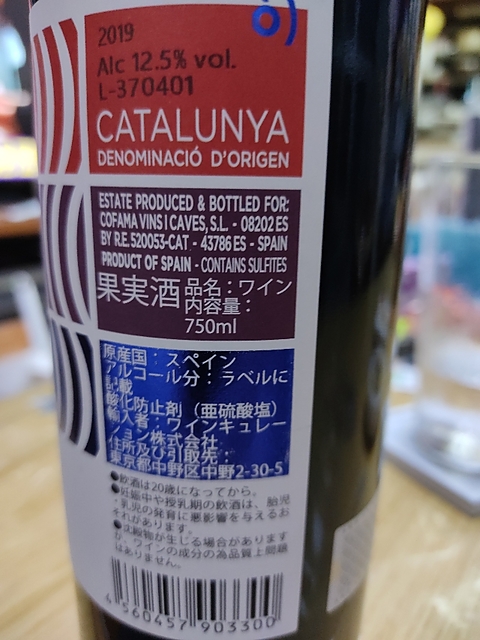 2019
Alc 12.5% vol.
L-370401
CATALUNYA
DENOMINACIÓ D'ORIGEN
ESTATE PRODUCED & BOTTLED FOR:
COFAMA VINS I CAVES, S.L. - 08202 ES
BY R.E. 520053-CAT - 43786 ES - SPAIN
PRODUCT OF SPAIN - CONTAINS SULFITES
果実酒 品名：ワイン
内容量：
750ml
原産国：スペイン
アルコール分：ラベルに
記載
酸化防止剤（亜硫酸塩）
輸入者：ワインキュレー
ション株式会社
住所及び引取先：
東京都中野区中野2-30-5
●飲酒は20歳になってから。
●妊娠中や授乳期の飲酒は、胎児
・乳児の発育に悪影響を与えるお
それがあります。
●沈殿物が生じる場合があります
が、ワインの成分の為品質上問題
はありません。
4 560457 903300